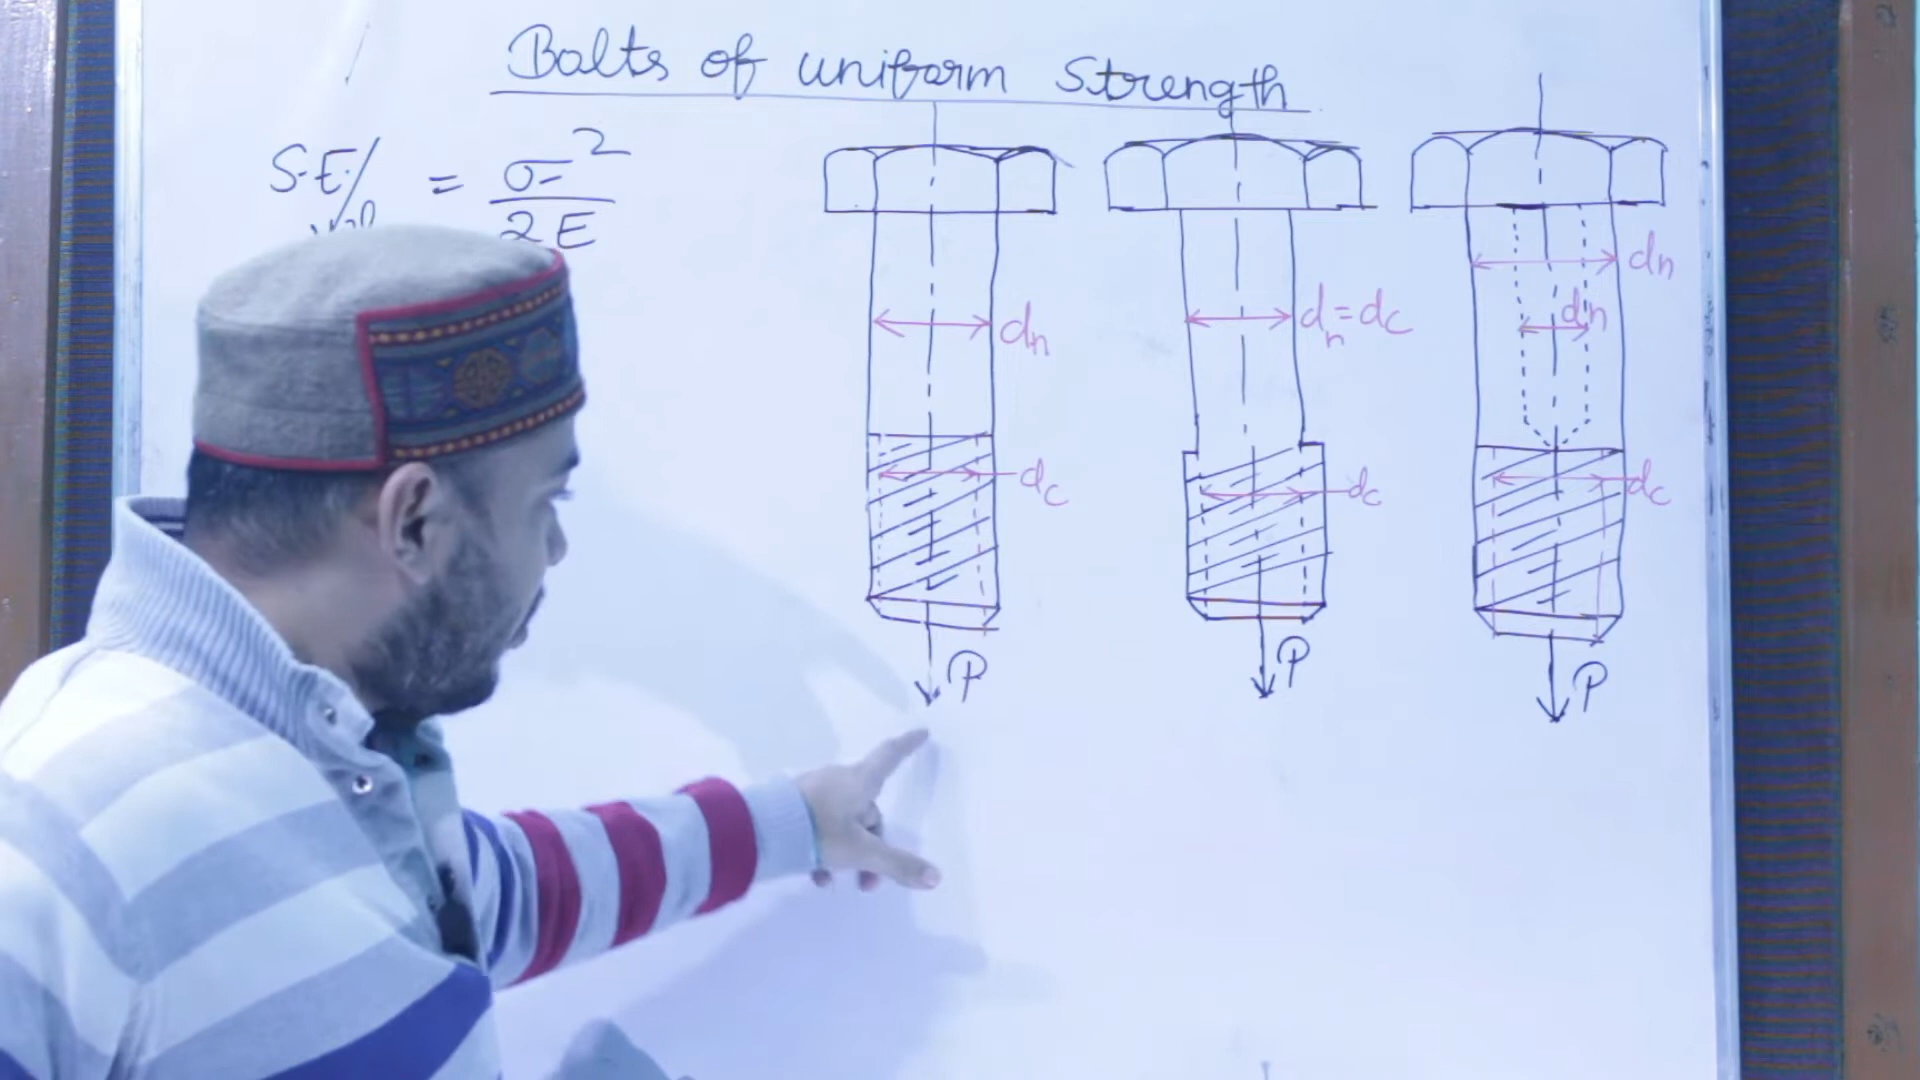 Bolts of uniform Strength
S.E./
= σ²
2E
dn
dc
P
dn = dc
dc
P
dn
dn
dc
P